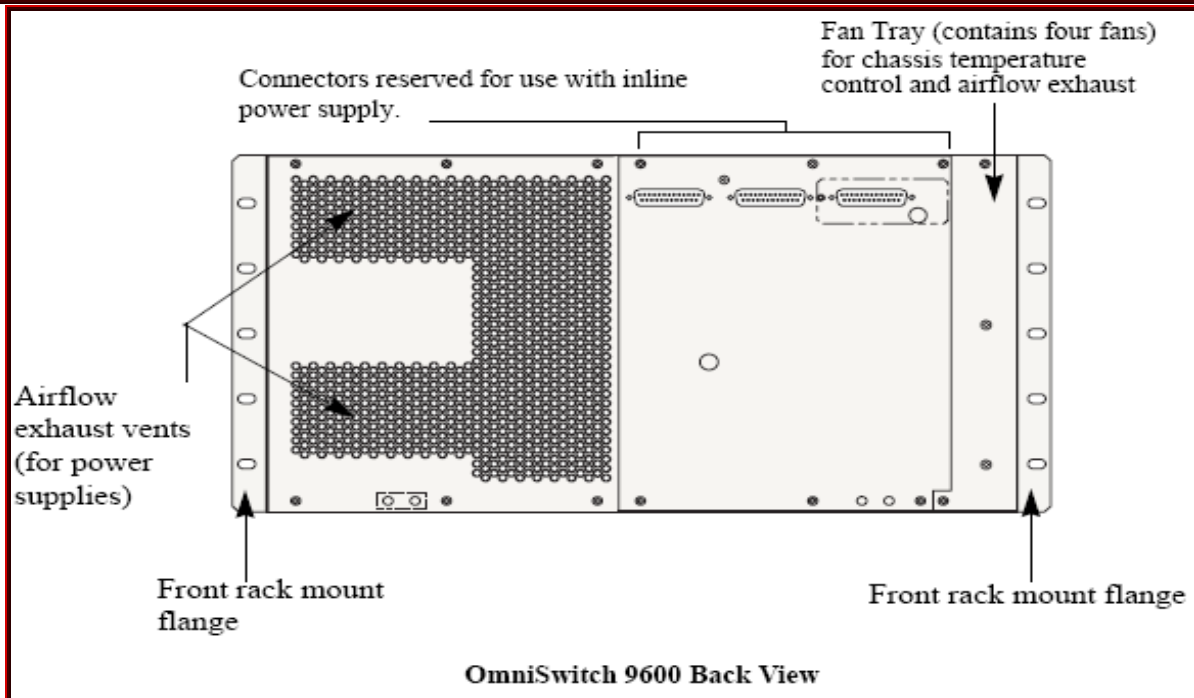 Fan Tray (contains four fans)
for chassis temperature
control and airflow exhaust
Connectors reserved for use with inline
power supply.
Airflow
exhaust vents
(for power
supplies)
Front rack mount
flange
Front rack mount flange
OmniSwitch 9600 Back View